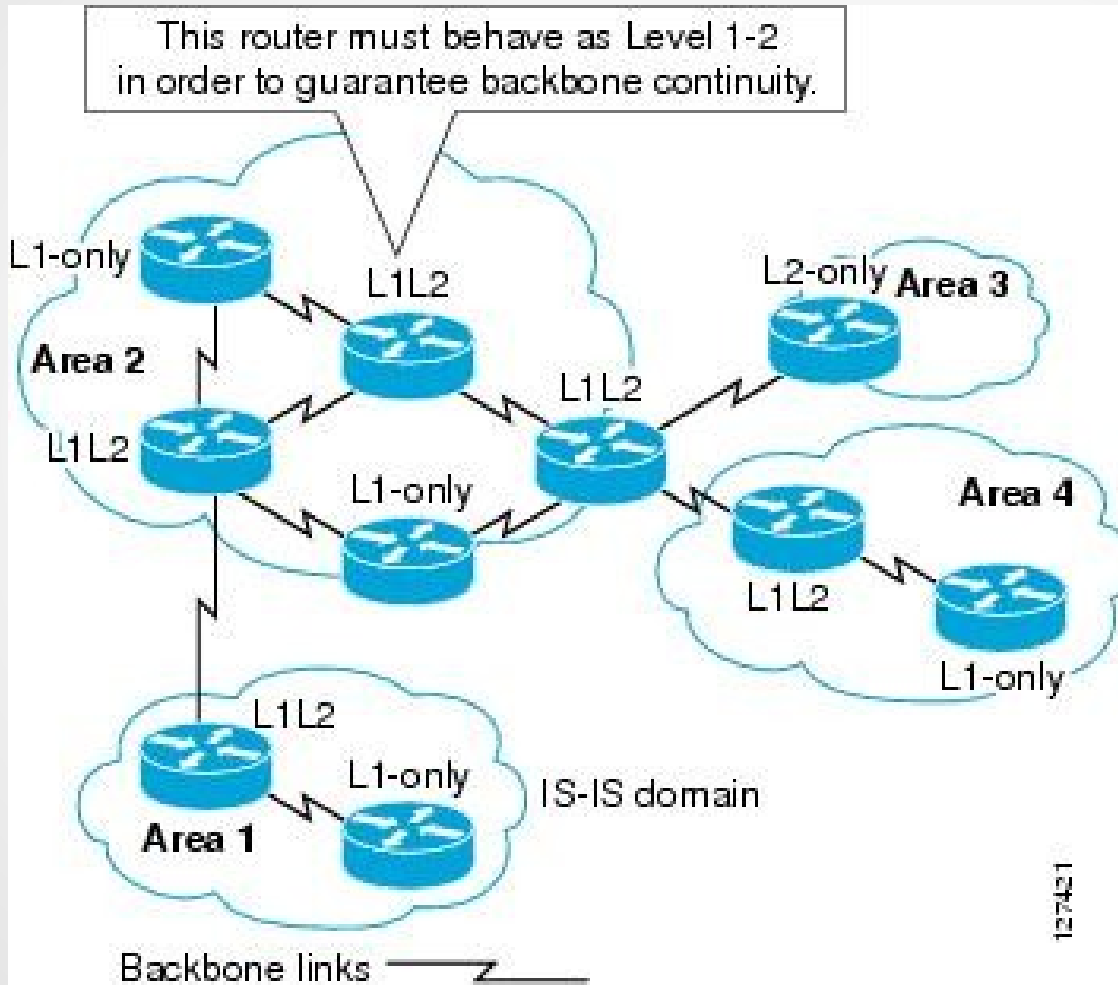 This router must behave as Level 1-2
in order to guarantee backbone continuity.
L1-only
L1L2
L2-only
Area 3
Area 2
L1L2
L1L2
L1-only
Area 4
L1L2
L1-only
L1L2
L1-only
IS-IS domain
Area 1
127421
Backbone links